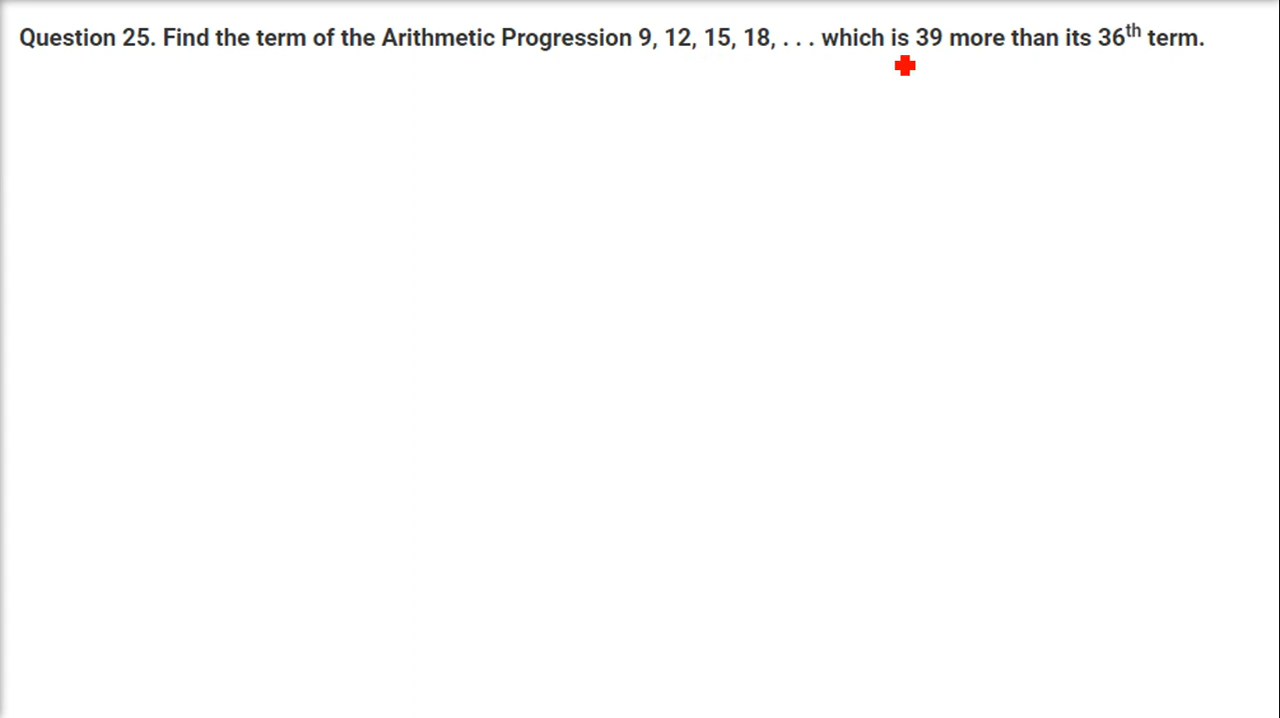 Question 25. Find the term of the Arithmetic Progression 9, 12, 15, 18, . . . which is 39 more than its 36th term.